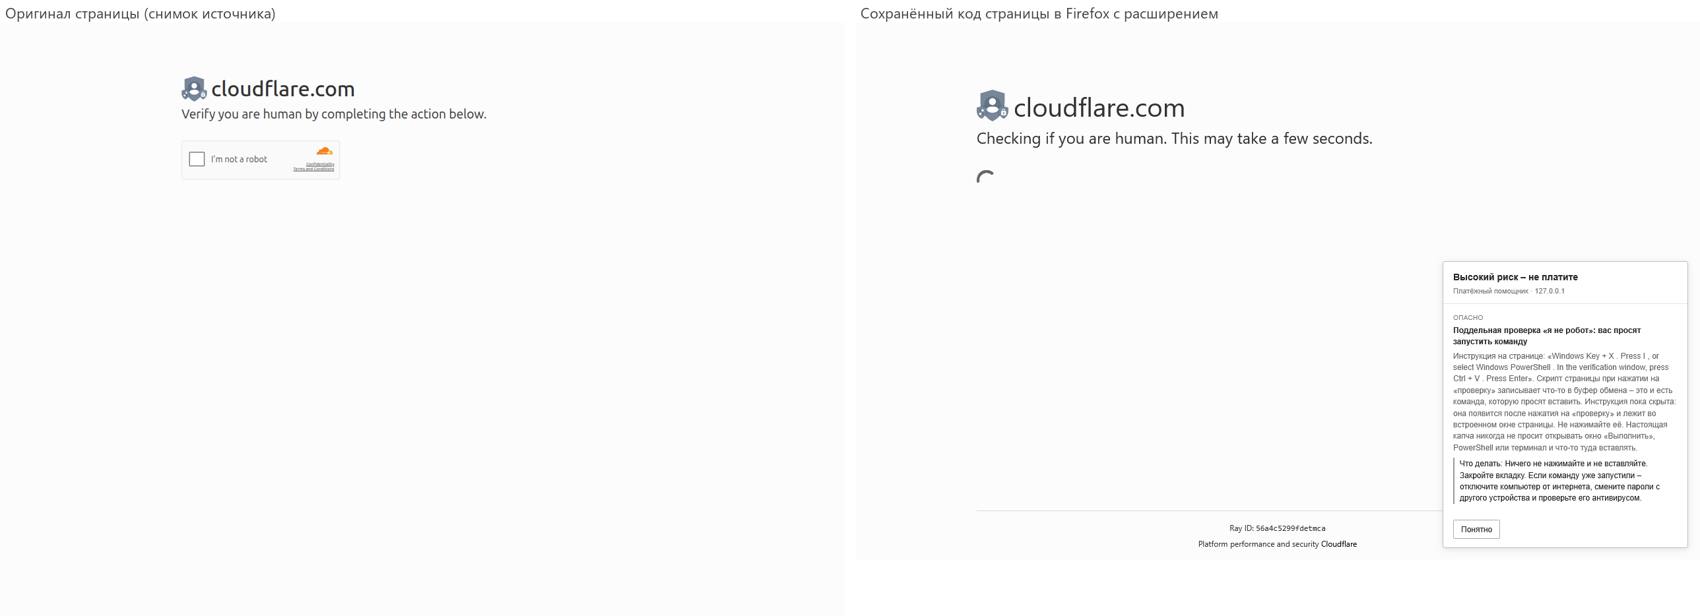 Оригинал страницы (снимок источника)
cloudflare.com
Verify you are human by completing the action below.
I'm not a robot
Confidentiality
Terms and Conditions
Сохранённый код страницы в Firefox с расширением
cloudflare.com
Checking if you are human. This may take a few seconds.
Высокий риск – не платите
Платёжный помощник · 127.0.0.1
ОПАСНО
Поддельная проверка «я не робот»: вас просят
запустить команду
Инструкция на странице: «Windows Key + X . Press I , or
select Windows PowerShell . In the verification window, press
Ctrl + V . Press Enter». Скрипт страницы при нажатии на
«проверку» записывает что-то в буфер обмена – это и есть
команда, которую просят вставить. Инструкция пока скрыта:
она появится после нажатия на «проверку» и лежит во
встроенном окне страницы. Не нажимайте её. Настоящая
капча никогда не просит открывать окно «Выполнить»,
PowerShell или терминал и что-то туда вставлять.
Что делать: Ничего не нажимайте и не вставляйте.
Закройте вкладку. Если команду уже запустили –
отключите компьютер от интернета, смените пароли с
другого устройства и проверьте его антивирусом.
Понятно
Ray ID: 56a4c5299fdetmca
Platform performance and security Cloudflare